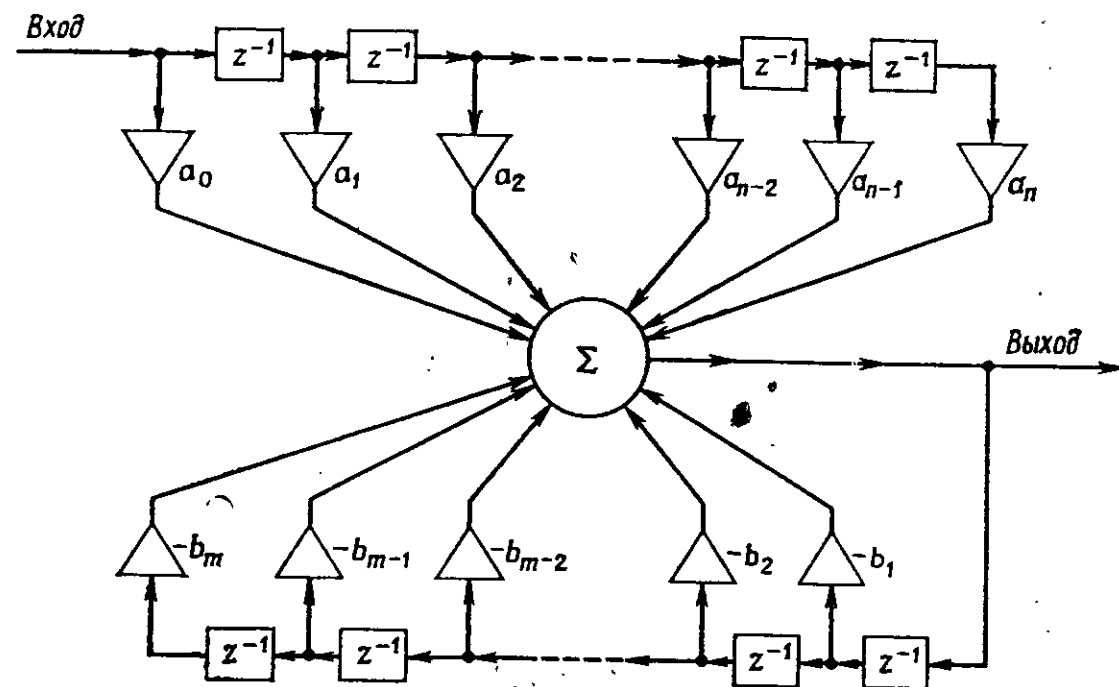 Вход
z⁻¹ z⁻¹ z⁻¹ z⁻¹
a₀ a₁ a₂ aₙ₋₂ aₙ₋₁ aₙ
Σ
Выход
-bₘ -bₘ₋₁ -bₘ₋₂ -b₂ -b₁
z⁻¹ z⁻¹ z⁻¹ z⁻¹